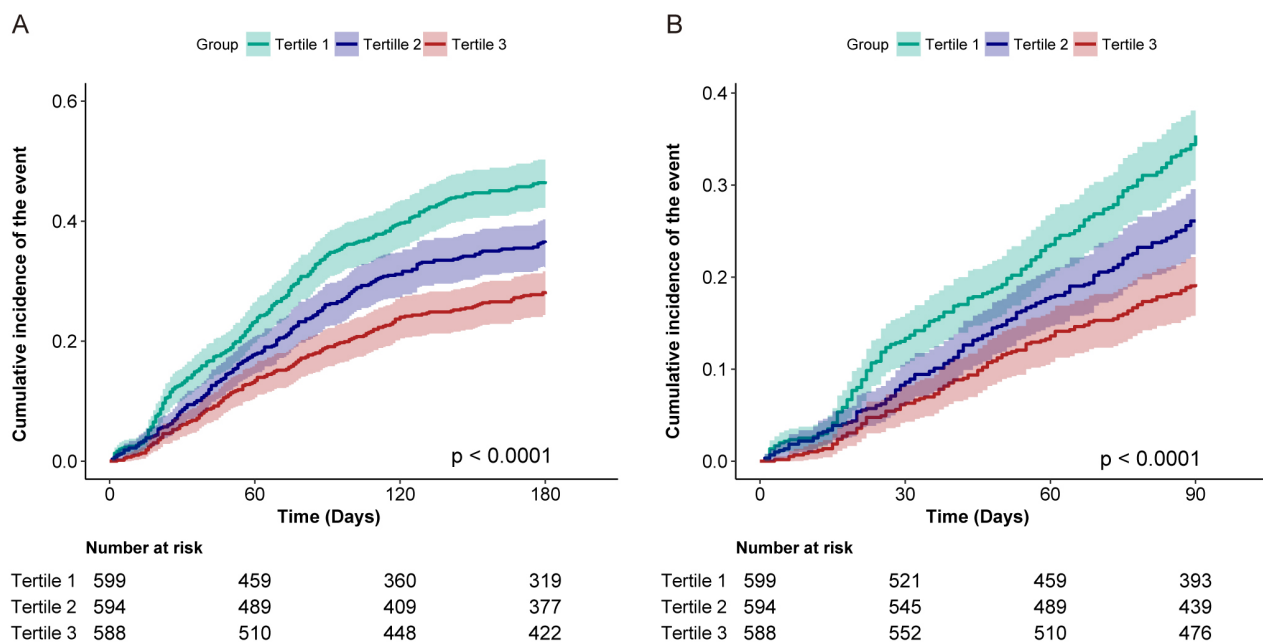 A
Group Tertile 1 Tertille 2 Tertile 3
Cumulative incidence of the event
0.6
0.4
0.2
0.0
p < 0.0001
0 60 120 180
Time (Days)
Number at risk
Tertile 1 599 459 360 319
Tertile 2 594 489 409 377
Tertile 3 588 510 448 422
B
Group Tertile 1 Tertile 2 Tertile 3
Cumulative incidence of the event
0.4
0.3
0.2
0.1
0.0
p < 0.0001
0 30 60 90
Time (Days)
Number at risk
Tertile 1 599 521 459 393
Tertile 2 594 545 489 439
Tertile 3 588 552 510 476